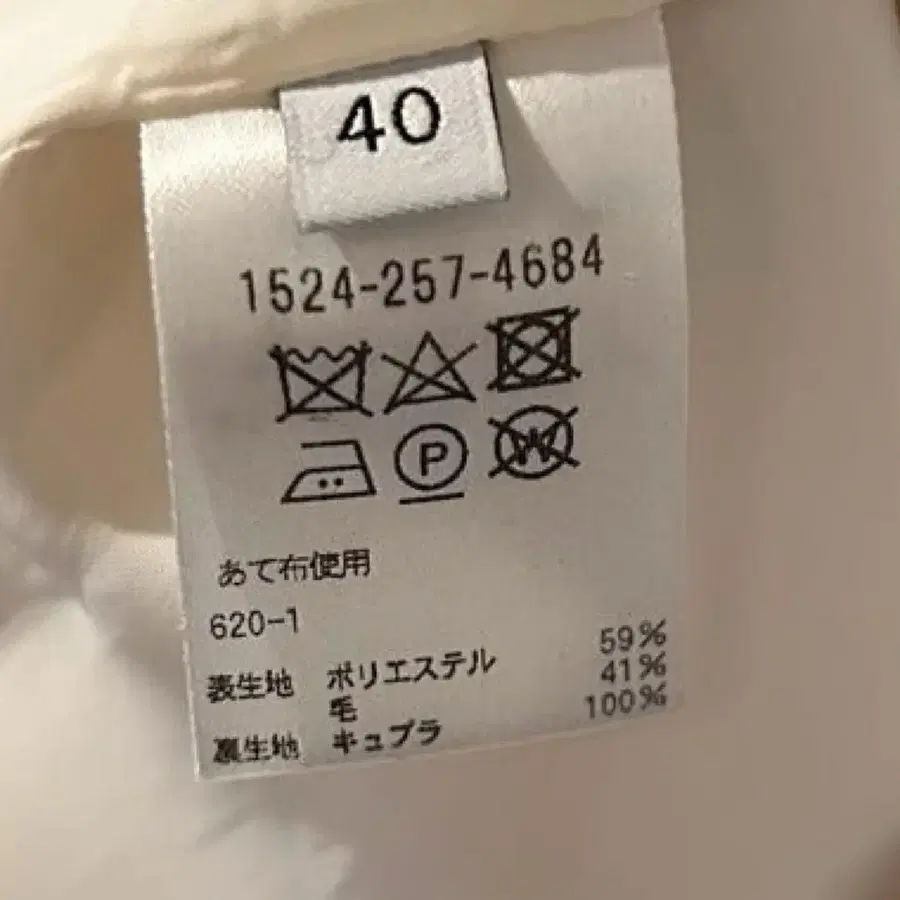 40
1524-257-4684
P
W
あて布使用
620-1
表生地 ポリエステル 59%
毛 41%
裏生地 キュプラ 100%